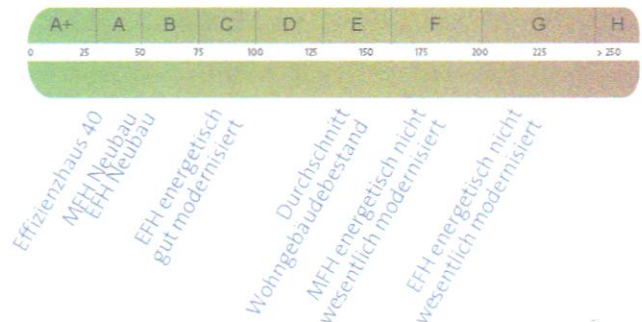 A+ A B C D E F G H
0 25 50 75 100 125 150 175 200 225 > 250
Effizienzhaus 40
MFH Neubau
EFH Neubau
EFH energetisch
gut modernisiert
Durchschnitt
Wohngebäudebestand
MFH energetisch nicht
wesentlich modernisiert
EFH energetisch nicht
wesentlich modernisiert